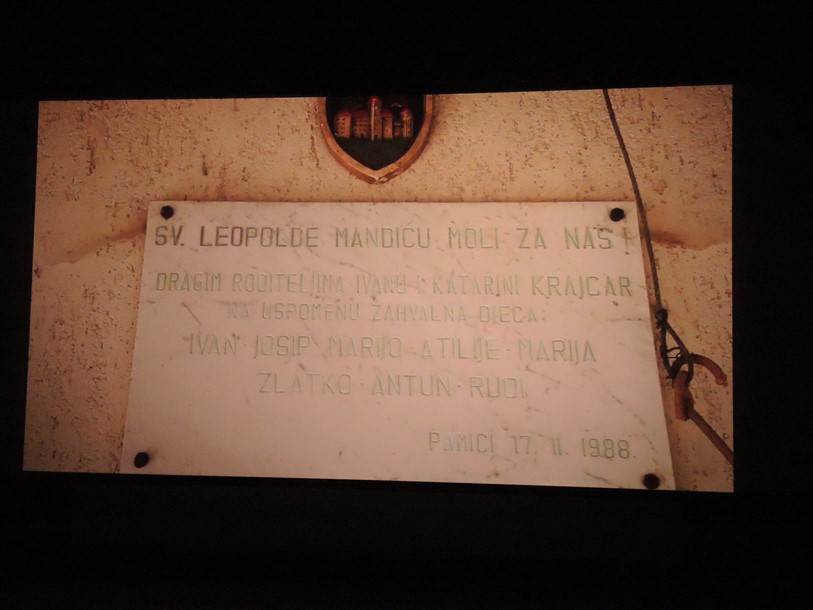 SV. LEOPOLDE MANDIĆU MOLI ZA NAS!
DRAGIM RODITELJIMA IVANU I KATARINI KRAJCAR
NA USPOMENU ZAHVALNA DJECA:
IVAN · JOSIP · MARIJO · ATILIJE · MARIJA
ZLATKO · ANTUN · RUDI
PAMIĆI 17. 11. 1988.